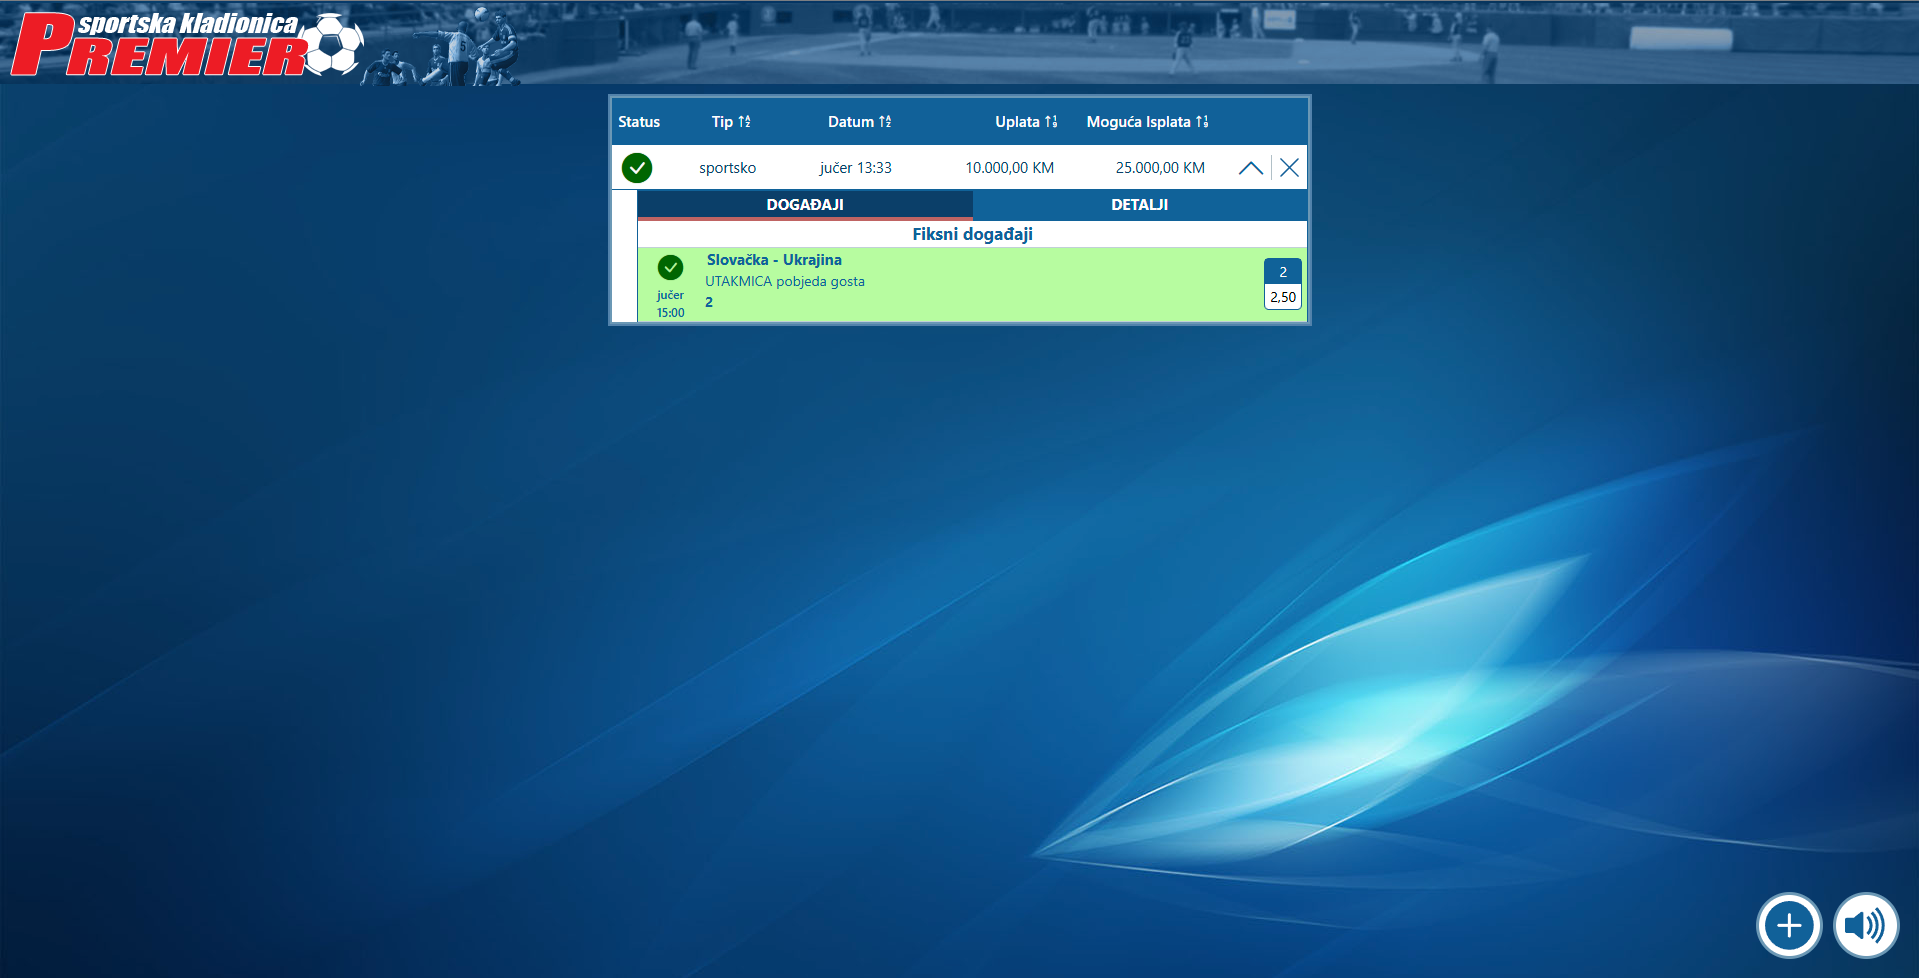 sportska kladionica
PREMIER
Status Tip Datum Uplata Moguća Isplata
sportsko jučer 13:33 10.000,00 KM 25.000,00 KM
DOGAĐAJI DETALJI
Fiksni događaji
Slovačka - Ukrajina
UTAKMICA pobjeda gosta
2
jučer
15:00
2
2,50